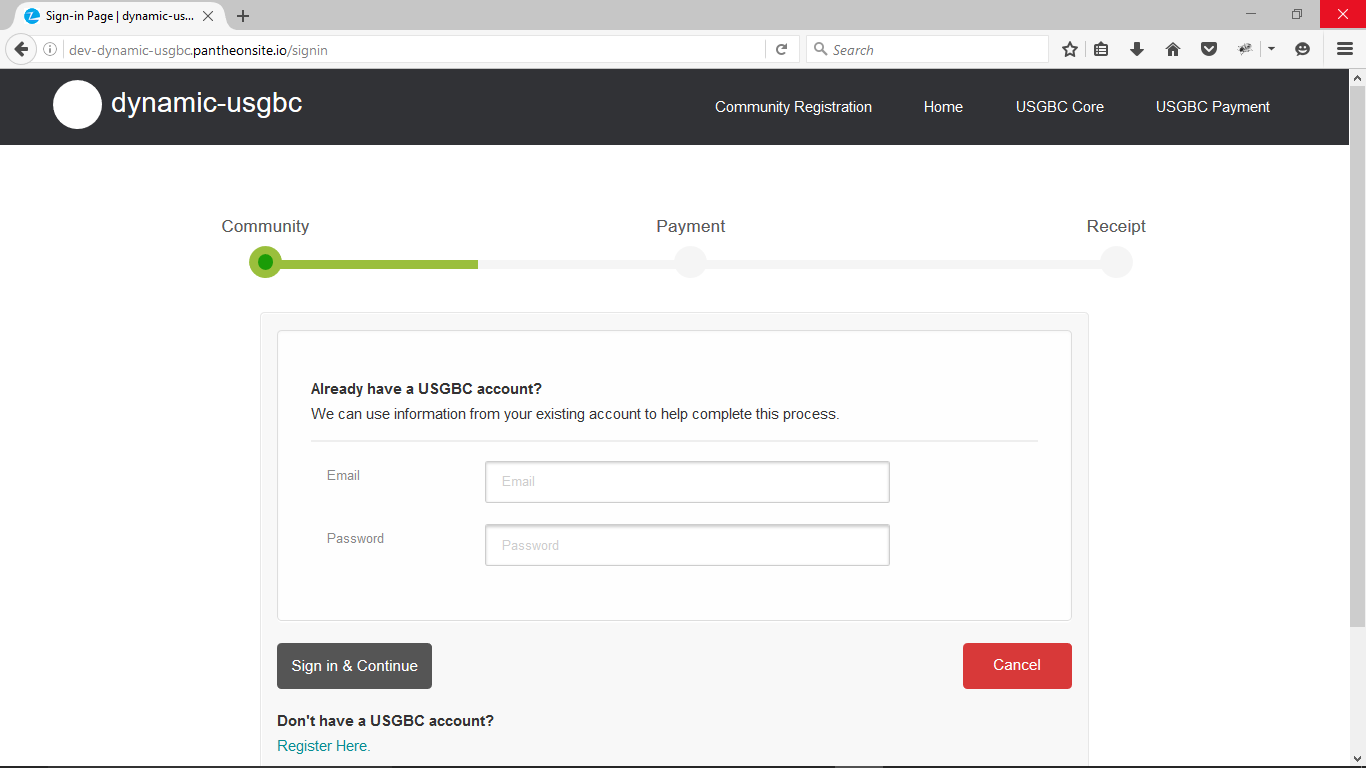 Sign-in Page | dynamic-us...
dev-dynamic-usgbc.pantheonsite.io/signin
Search
dynamic-usgbc
Community Registration
Home
USGBC Core
USGBC Payment
Community
Payment
Receipt
Already have a USGBC account?
We can use information from your existing account to help complete this process.
Email
Email
Password
Password
Sign in & Continue
Cancel
Don't have a USGBC account?
Register Here.